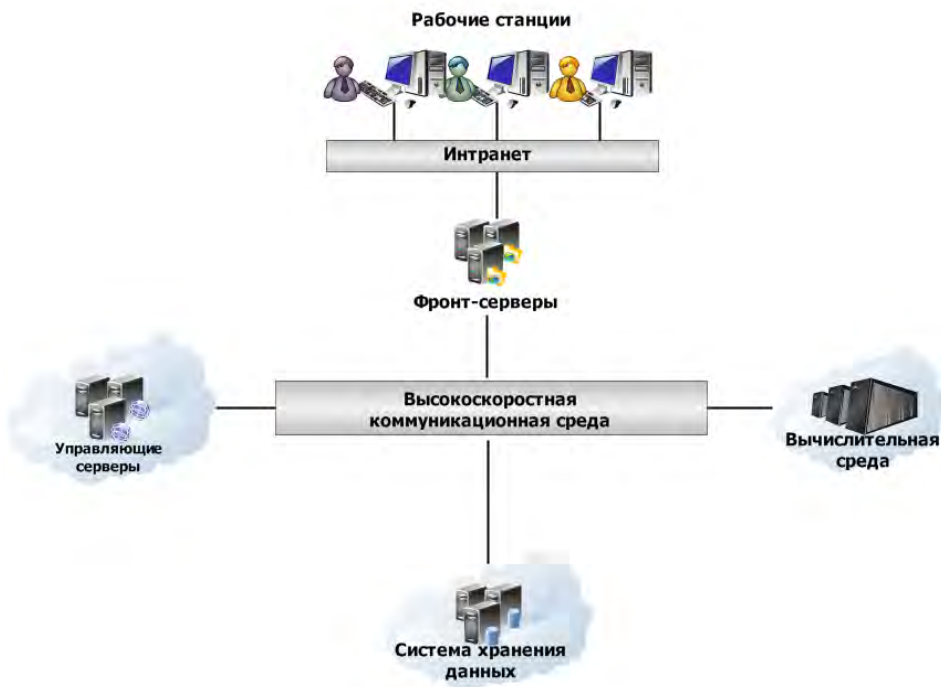 Рабочие станции
Интранет
Фронт-серверы
Высокоскоростная
коммуникационная среда
Управляющие
серверы
Вычислительная
среда
Система хранения
данных